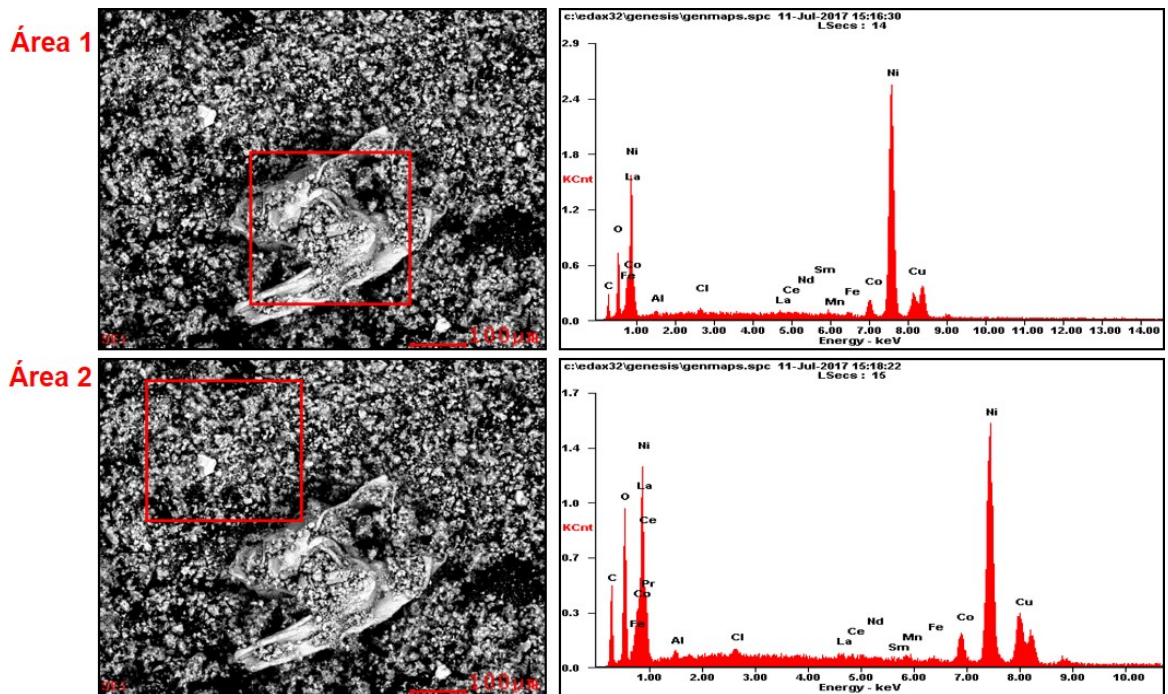 Área 1
100µm
c:\edax32\genesis\genmaps.spc 11-Jul-2017 15:16:30
LSecs : 14
2.9
2.4
1.8
1.2
0.6
0.0
KCnt
C
O
Fe
Co
Ni
La
Al
Cl
La
Ce
Nd
Sm
Mn
Fe
Co
Ni
Cu
1.00 2.00 3.00 4.00 5.00 6.00 7.00 8.00 9.00 10.00 11.00 12.00 13.00 14.00
Energy - keV
Área 2
100µm
c:\edax32\genesis\genmaps.spc 11-Jul-2017 15:18:22
LSecs : 15
1.7
1.4
1.0
0.7
0.3
0.0
KCnt
C
O
Fe
Co
Pr
Ce
La
Ni
Al
Cl
La
Ce
Nd
Sm
Mn
Fe
Co
Ni
Cu
1.00 2.00 3.00 4.00 5.00 6.00 7.00 8.00 9.00 10.00
Energy - keV